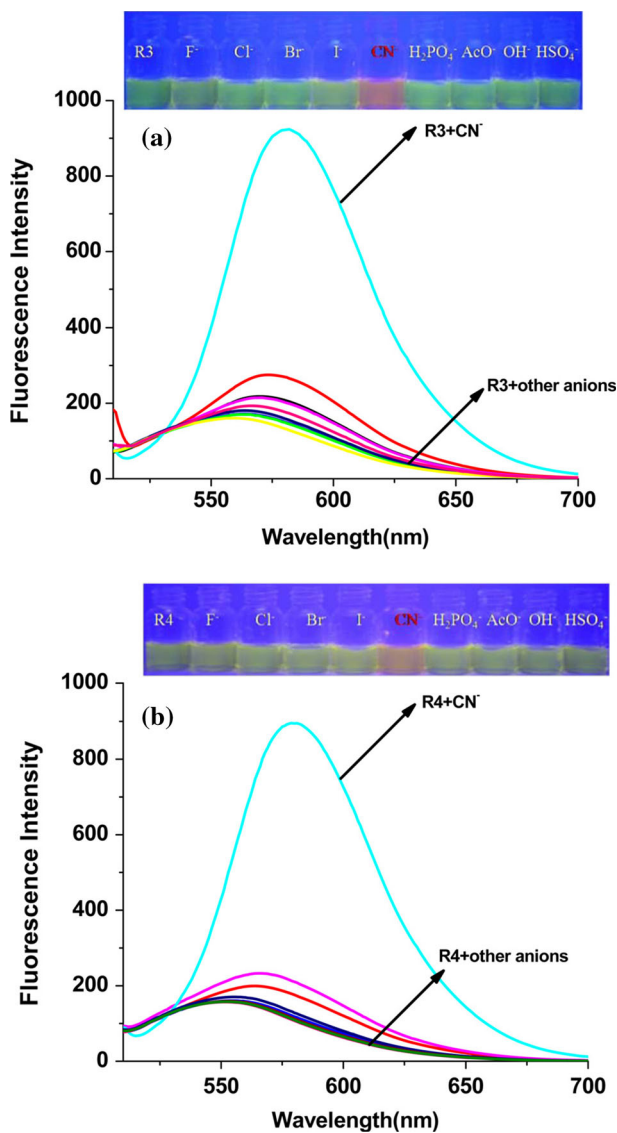 R3 F⁻ Cl⁻ Br⁻ I⁻ CN⁻ H₂PO₄⁻ AcO⁻ OH⁻ HSO₄⁻
(a)
R3+CN⁻
R3+other anions
Fluorescence Intensity
1000
800
600
400
200
0
550 600 650 700
Wavelength(nm)
R4 F⁻ Cl⁻ Br⁻ I⁻ CN⁻ H₂PO₄⁻ AcO⁻ OH⁻ HSO₄⁻
(b)
R4+CN⁻
R4+other anions
Fluorescence Intensity
1000
800
600
400
200
0
550 600 650 700
Wavelength(nm)